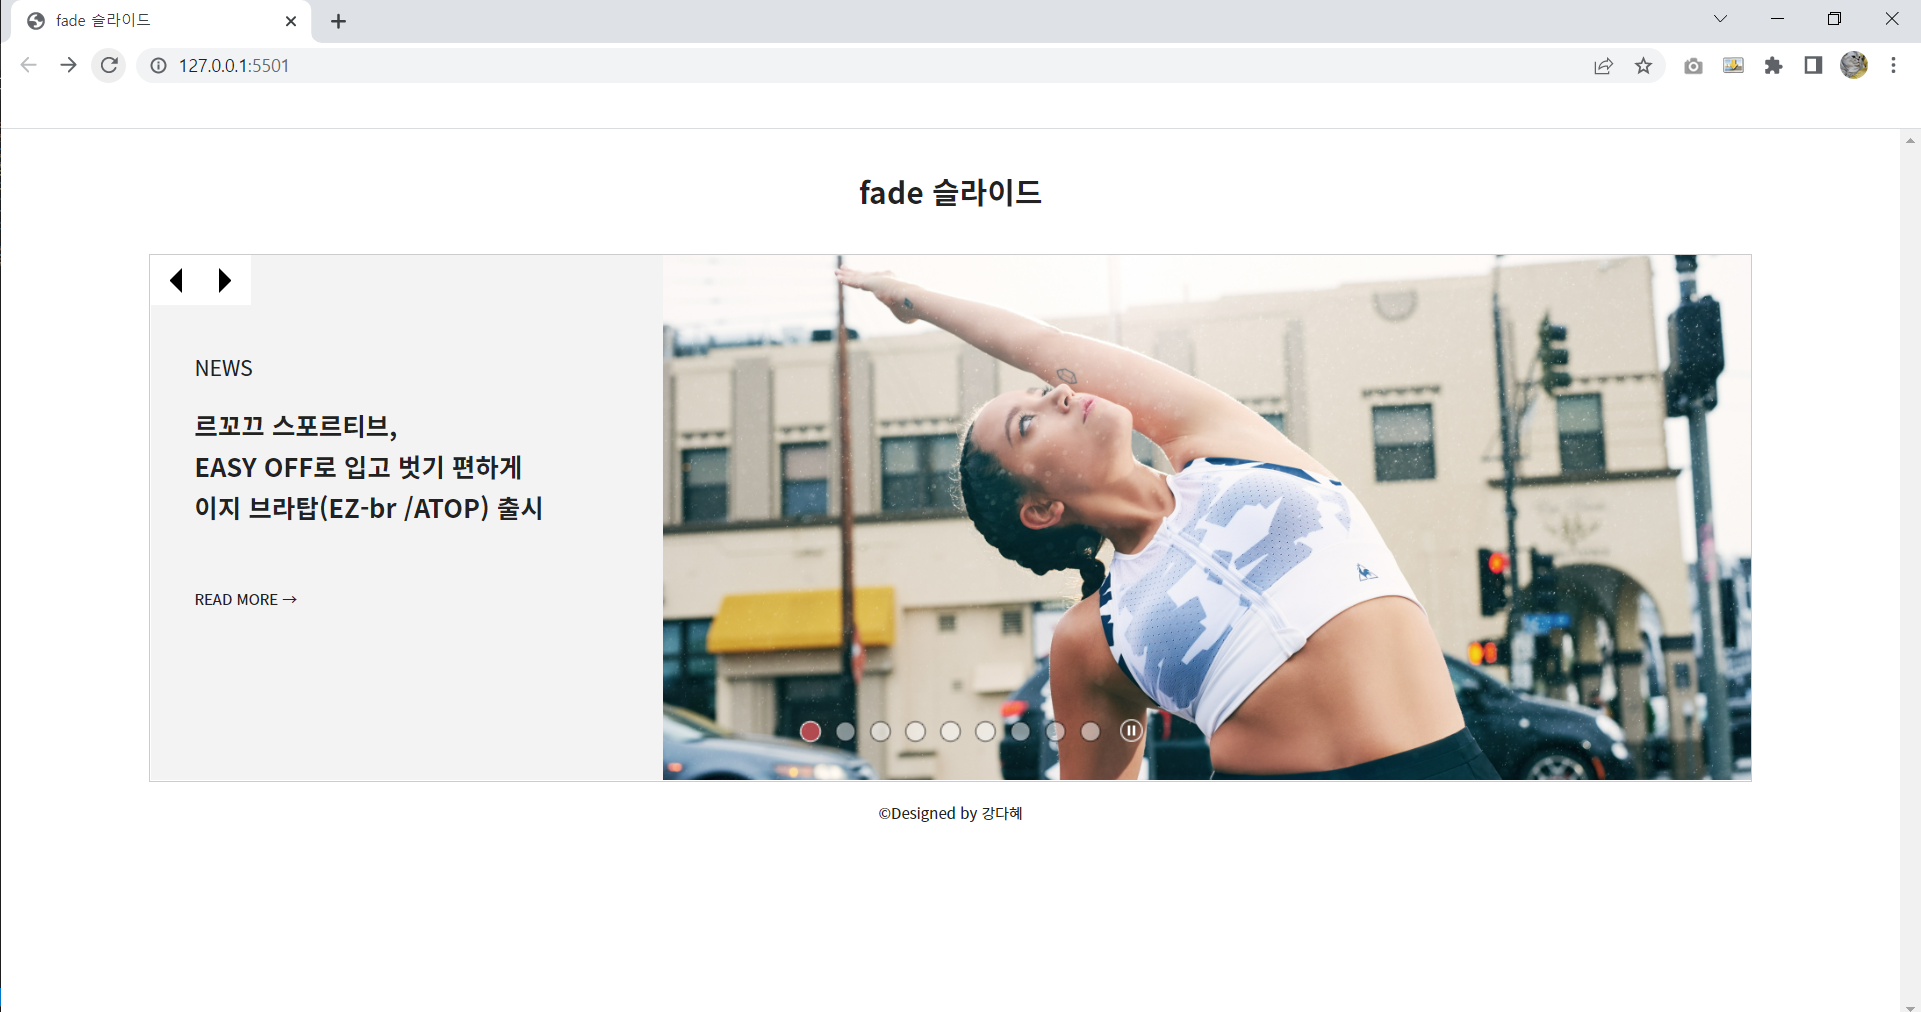 fade 슬라이드
127.0.0.1:5501
fade 슬라이드
NEWS
르꼬끄 스포르티브,
EASY OFF로 입고 벗기 편하게
이지 브라탑(EZ-br /ATOP) 출시
READ MORE →
©Designed by 강다혜